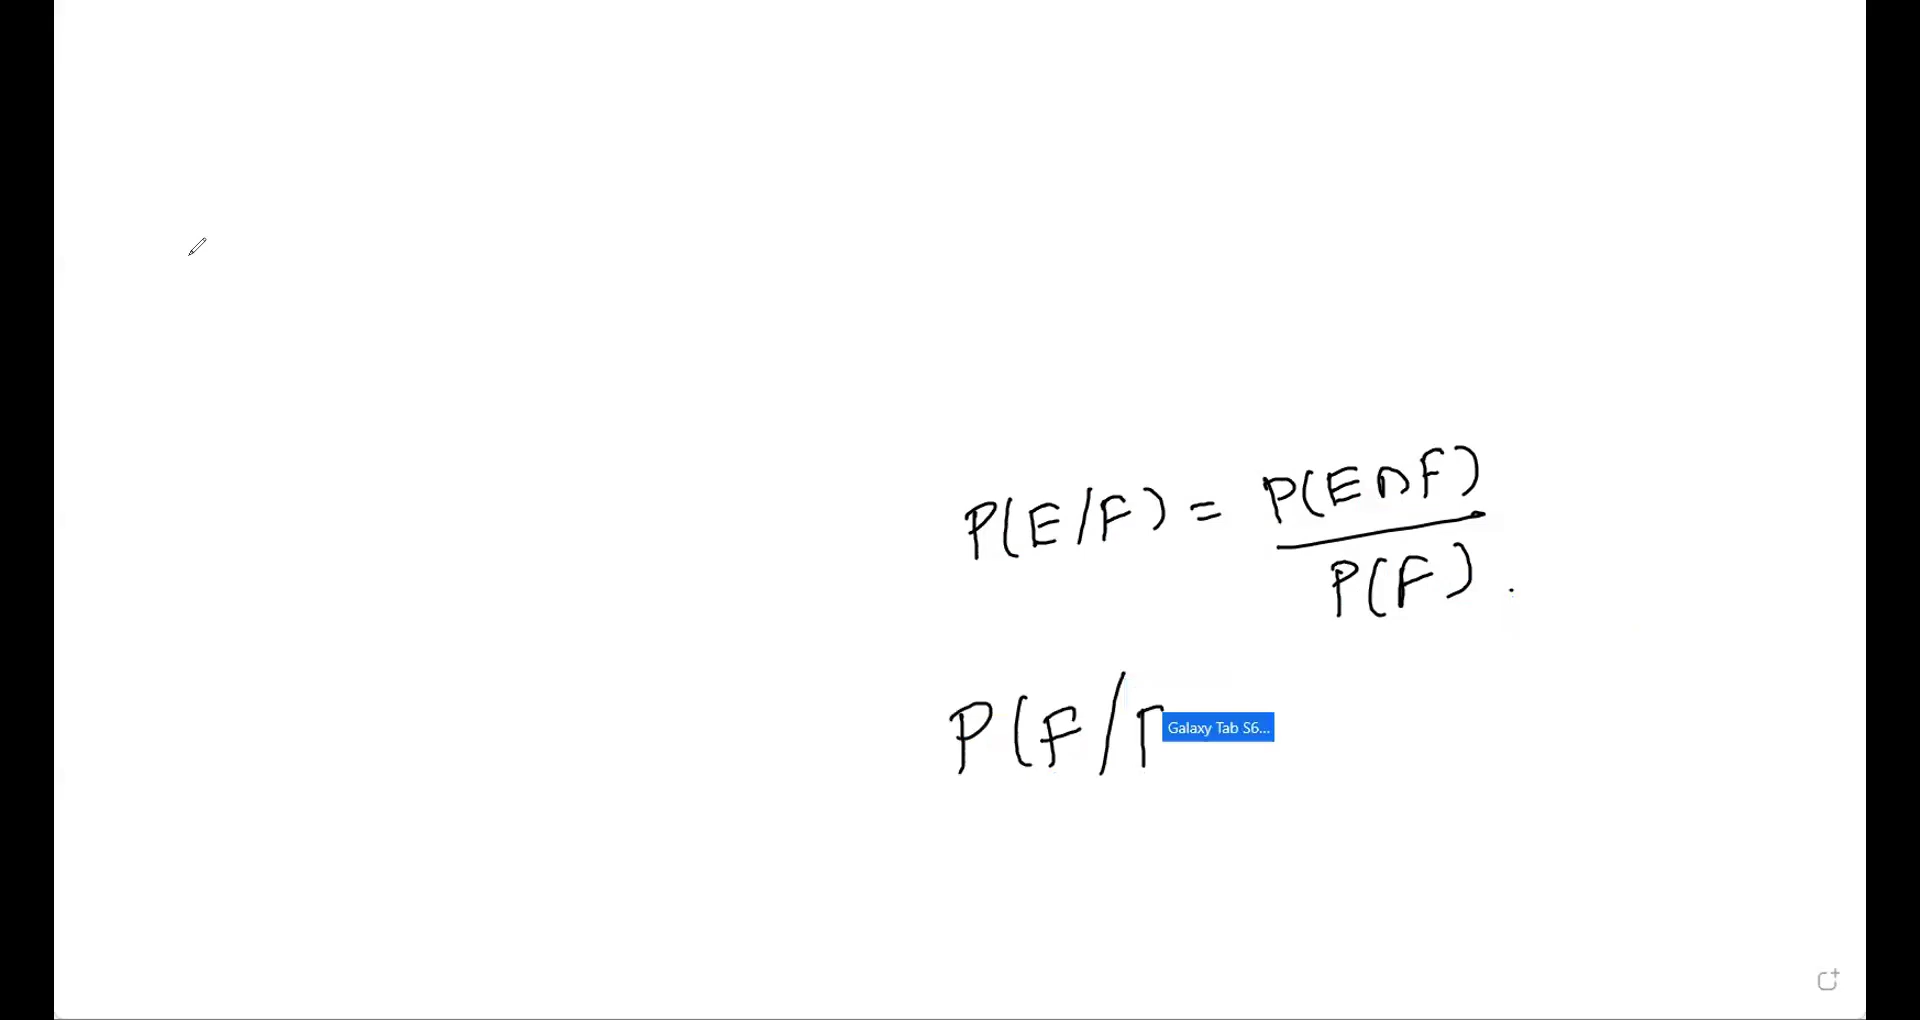 P(E/F) = P(E∩F)
P(F) .
P(F/
Galaxy Tab S6...